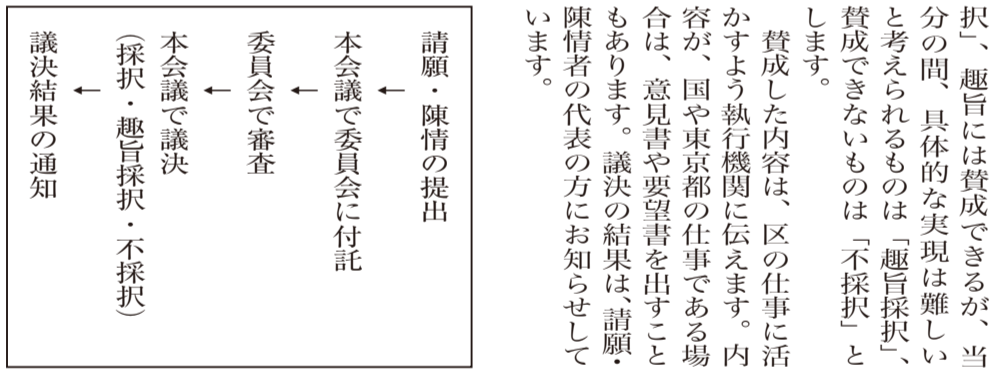 択」、趣旨には賛成できるが、当
分の間、具体的な実現は難しい
と考えられるものは「趣旨採択」、
賛成できないものは「不採択」と
します。
賛成した内容は、区の仕事に活
かすよう執行機関に伝えます。内
容が、国や東京都の仕事である場
合は、意見書や要望書を出すこと
もあります。議決の結果は、請願・
陳情者の代表の方にお知らせして
います。
請願・陳情の提出
←
本会議で委員会に付託
←
委員会で審査
←
本会議で議決
(採択・趣旨採択・不採択)
←
議決結果の通知